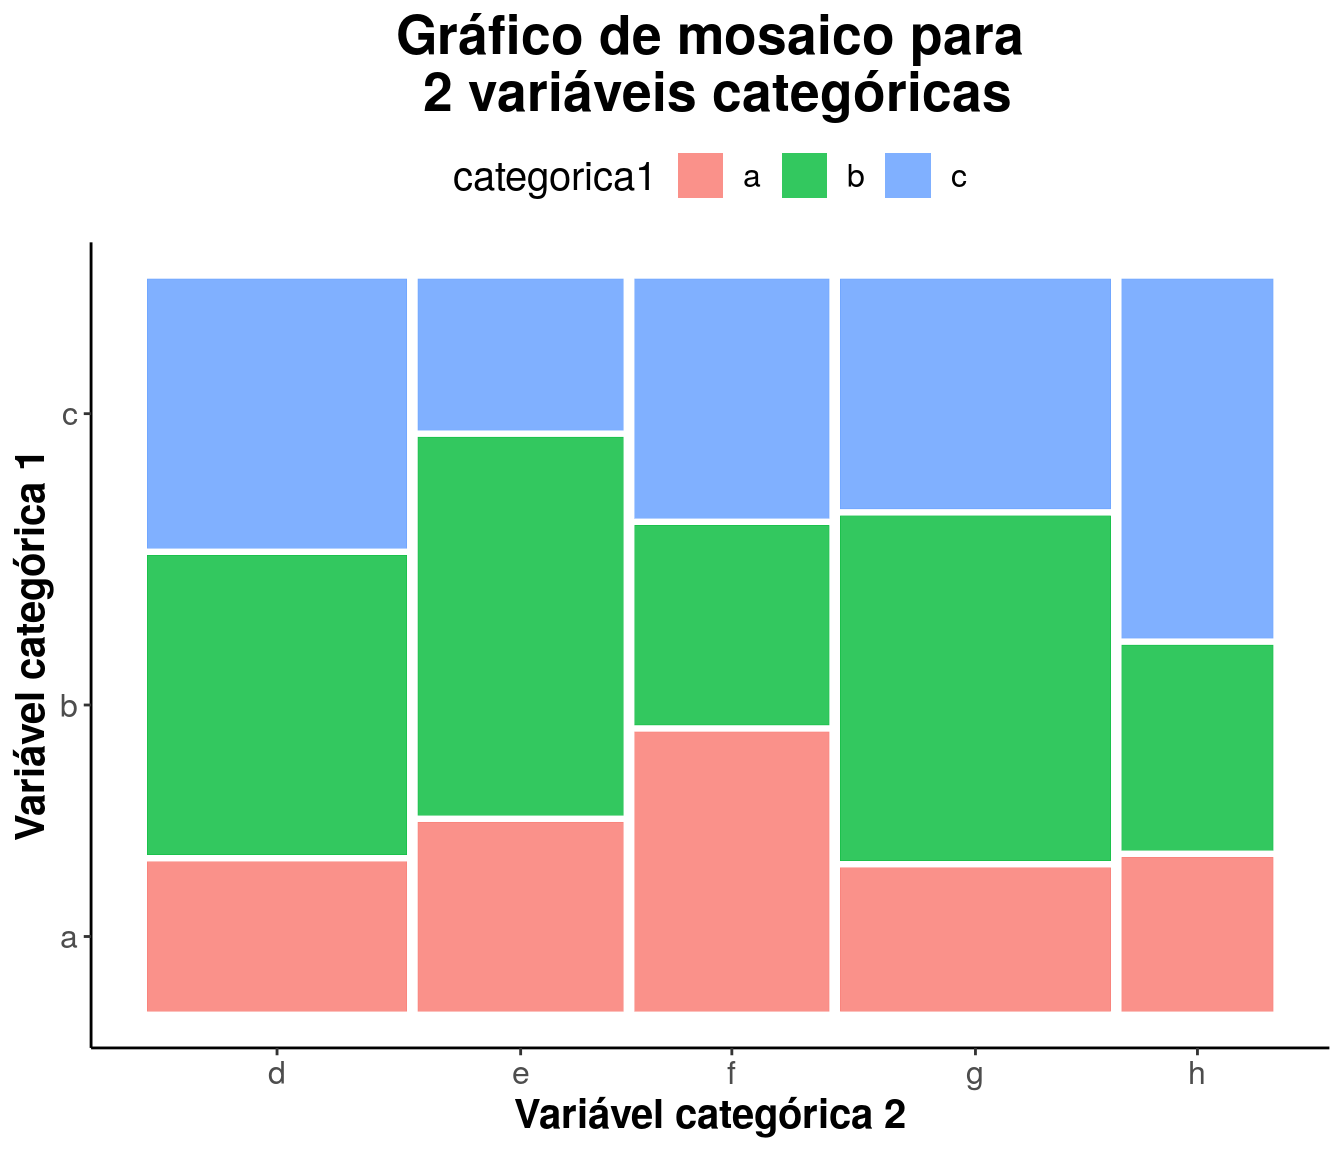 Gráfico de mosaico para
2 variáveis categóricas
categorica1 a b c
Variável categórica 1
c
b
a
d e f g h
Variável categórica 2